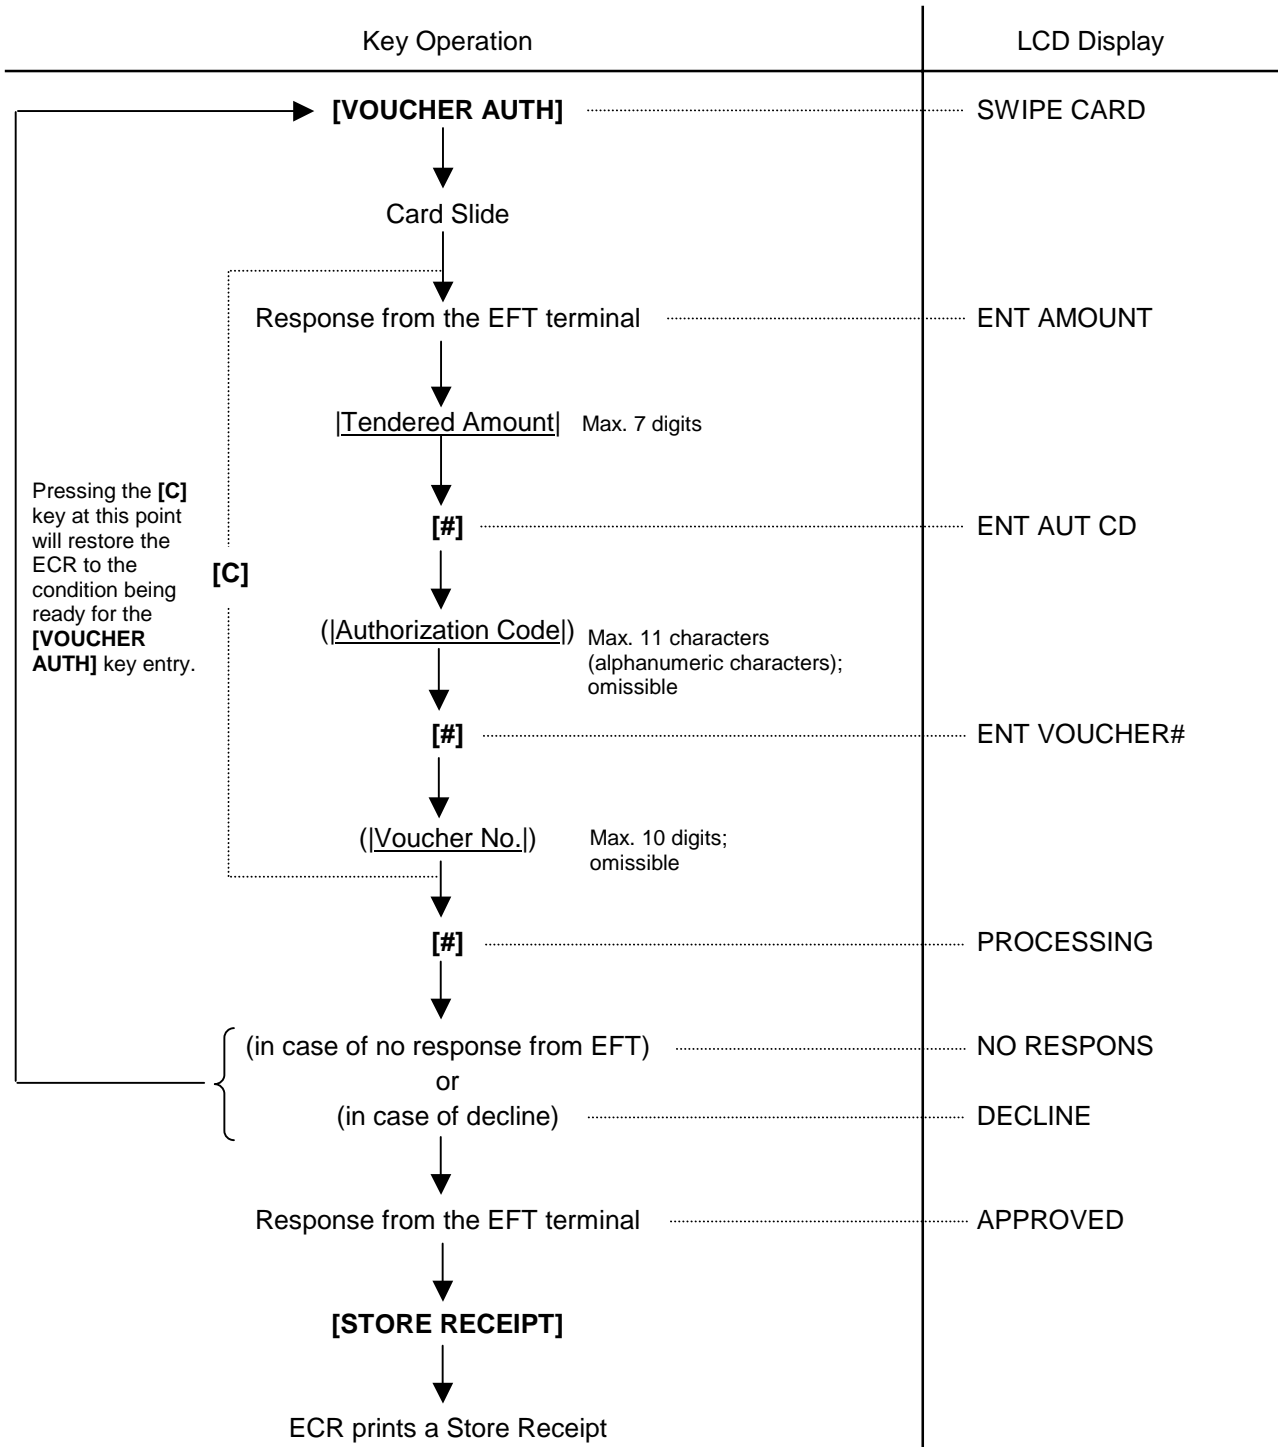 Key Operation LCD Display
[VOUCHER AUTH] SWIPE CARD
Card Slide
Response from the EFT terminal ENT AMOUNT
|Tendered Amount| Max. 7 digits
Pressing the [C]
key at this point
will restore the
ECR to the
condition being
ready for the
[VOUCHER
AUTH] key entry.
[C]
[#] ENT AUT CD
(|Authorization Code|) Max. 11 characters
(alphanumeric characters);
omissible
[#] ENT VOUCHER#
(|Voucher No.|) Max. 10 digits;
omissible
[#] PROCESSING
(in case of no response from EFT) NO RESPONS
or
(in case of decline) DECLINE
Response from the EFT terminal APPROVED
[STORE RECEIPT]
ECR prints a Store Receipt